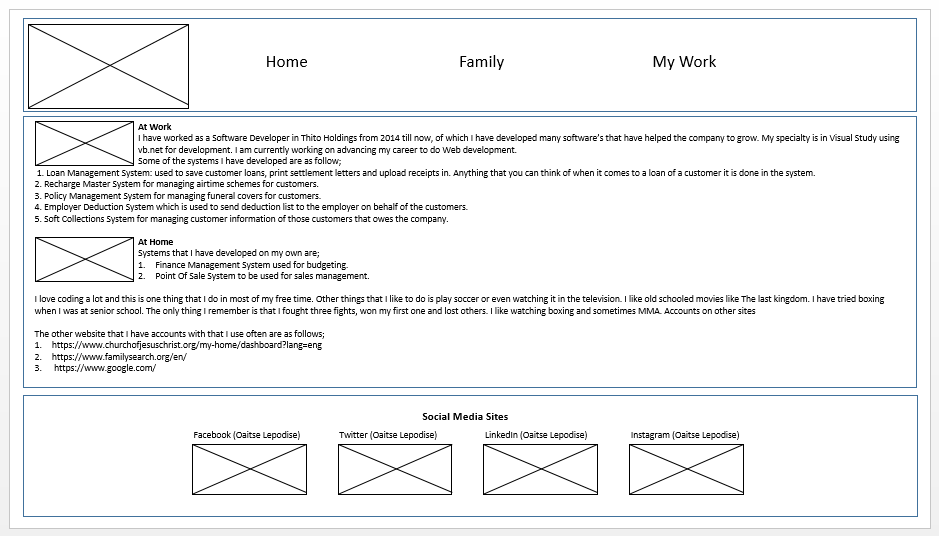 Home Family My Work
At Work
I have worked as a Software Developer in Thito Holdings from 2014 till now, of which I have developed many software's that have helped the company to grow. My specialty is in Visual Study using
vb.net for development. I am currently working on advancing my career to do Web development.
Some of the systems I have developed are as follow;
1. Loan Management System: used to save customer loans, print settlement letters and upload receipts in. Anything that you can think of when it comes to a loan of a customer it is done in the system.
2. Recharge Master System for managing airtime schemes for customers.
3. Policy Management System for managing funeral covers for customers.
4. Employer Deduction System which is used to send deduction list to the employer on behalf of the customers.
5. Soft Collections System for managing customer information of those customers that owes the company.
At Home
Systems that I have developed on my own are;
1. Finance Management System used for budgeting.
2. Point Of Sale System to be used for sales management.
I love coding a lot and this is one thing that I do in most of my free time. Other things that I like to do is play soccer or even watching it in the television. I like old schooled movies like The last kingdom. I have tried boxing
when I was at senior school. The only thing I remember is that I fought three fights, won my first one and lost others. I like watching boxing and sometimes MMA. Accounts on other sites
The other website that I have accounts with that I use often are as follows;
1. https://www.churchofjesuschrist.org/my-home/dashboard?lang=eng
2. https://www.familysearch.org/en/
3. https://www.google.com/
Social Media Sites
Facebook (Oaitse Lepodise) Twitter (Oaitse Lepodise) LinkedIn (Oaitse Lepodise) Instagram (Oaitse Lepodise)